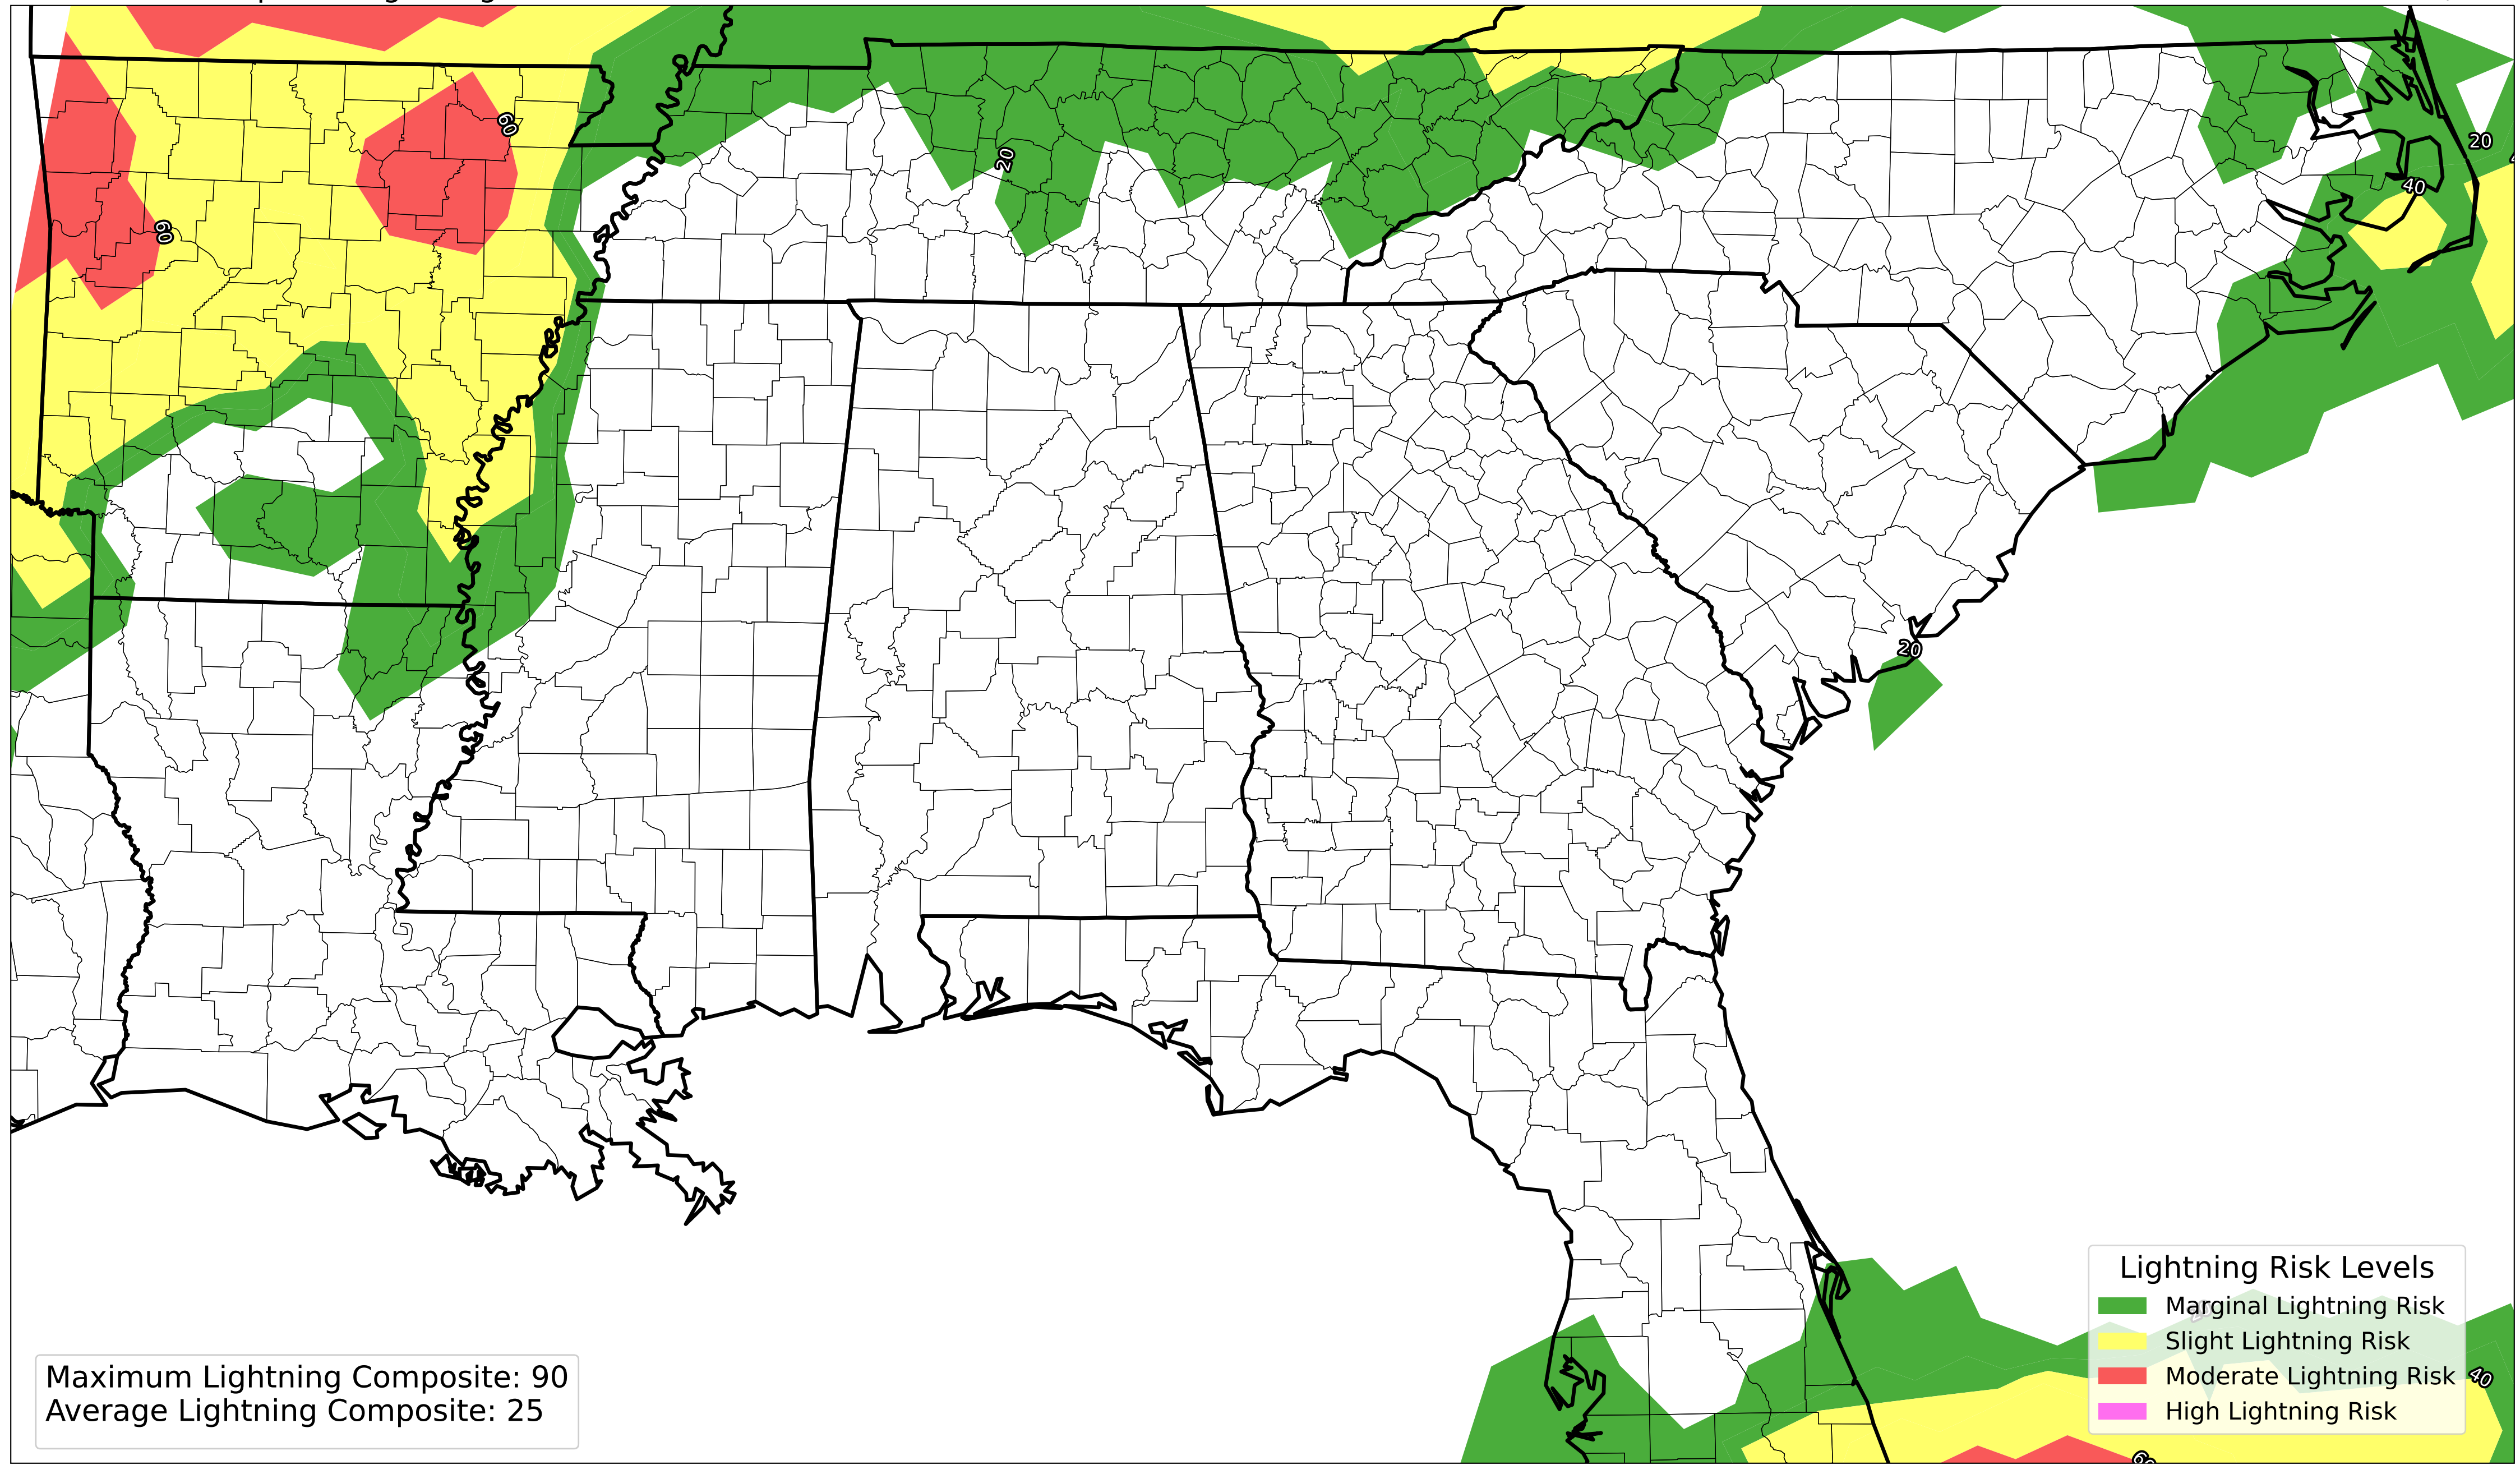 60
20
20
40
60
20
Lightning Risk Levels
Marginal Lightning Risk
Slight Lightning Risk
Moderate Lightning Risk
High Lightning Risk
40
Maximum Lightning Composite: 90
Average Lightning Composite: 25